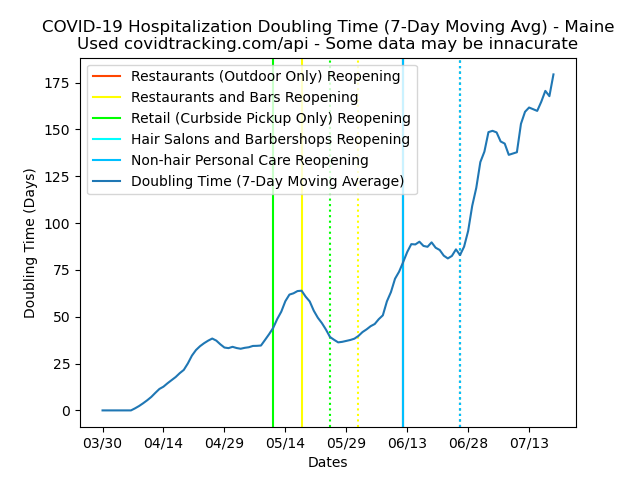 COVID-19 Hospitalization Doubling Time (7-Day Moving Avg) - Maine
Used covidtracking.com/api - Some data may be innacurate
Restaurants (Outdoor Only) Reopening
Restaurants and Bars Reopening
Retail (Curbside Pickup Only) Reopening
Hair Salons and Barbershops Reopening
Non-hair Personal Care Reopening
Doubling Time (7-Day Moving Average)
Doubling Time (Days)
175
150
125
100
75
50
25
0
03/30 04/14 04/29 05/14 05/29 06/13 06/28 07/13
Dates